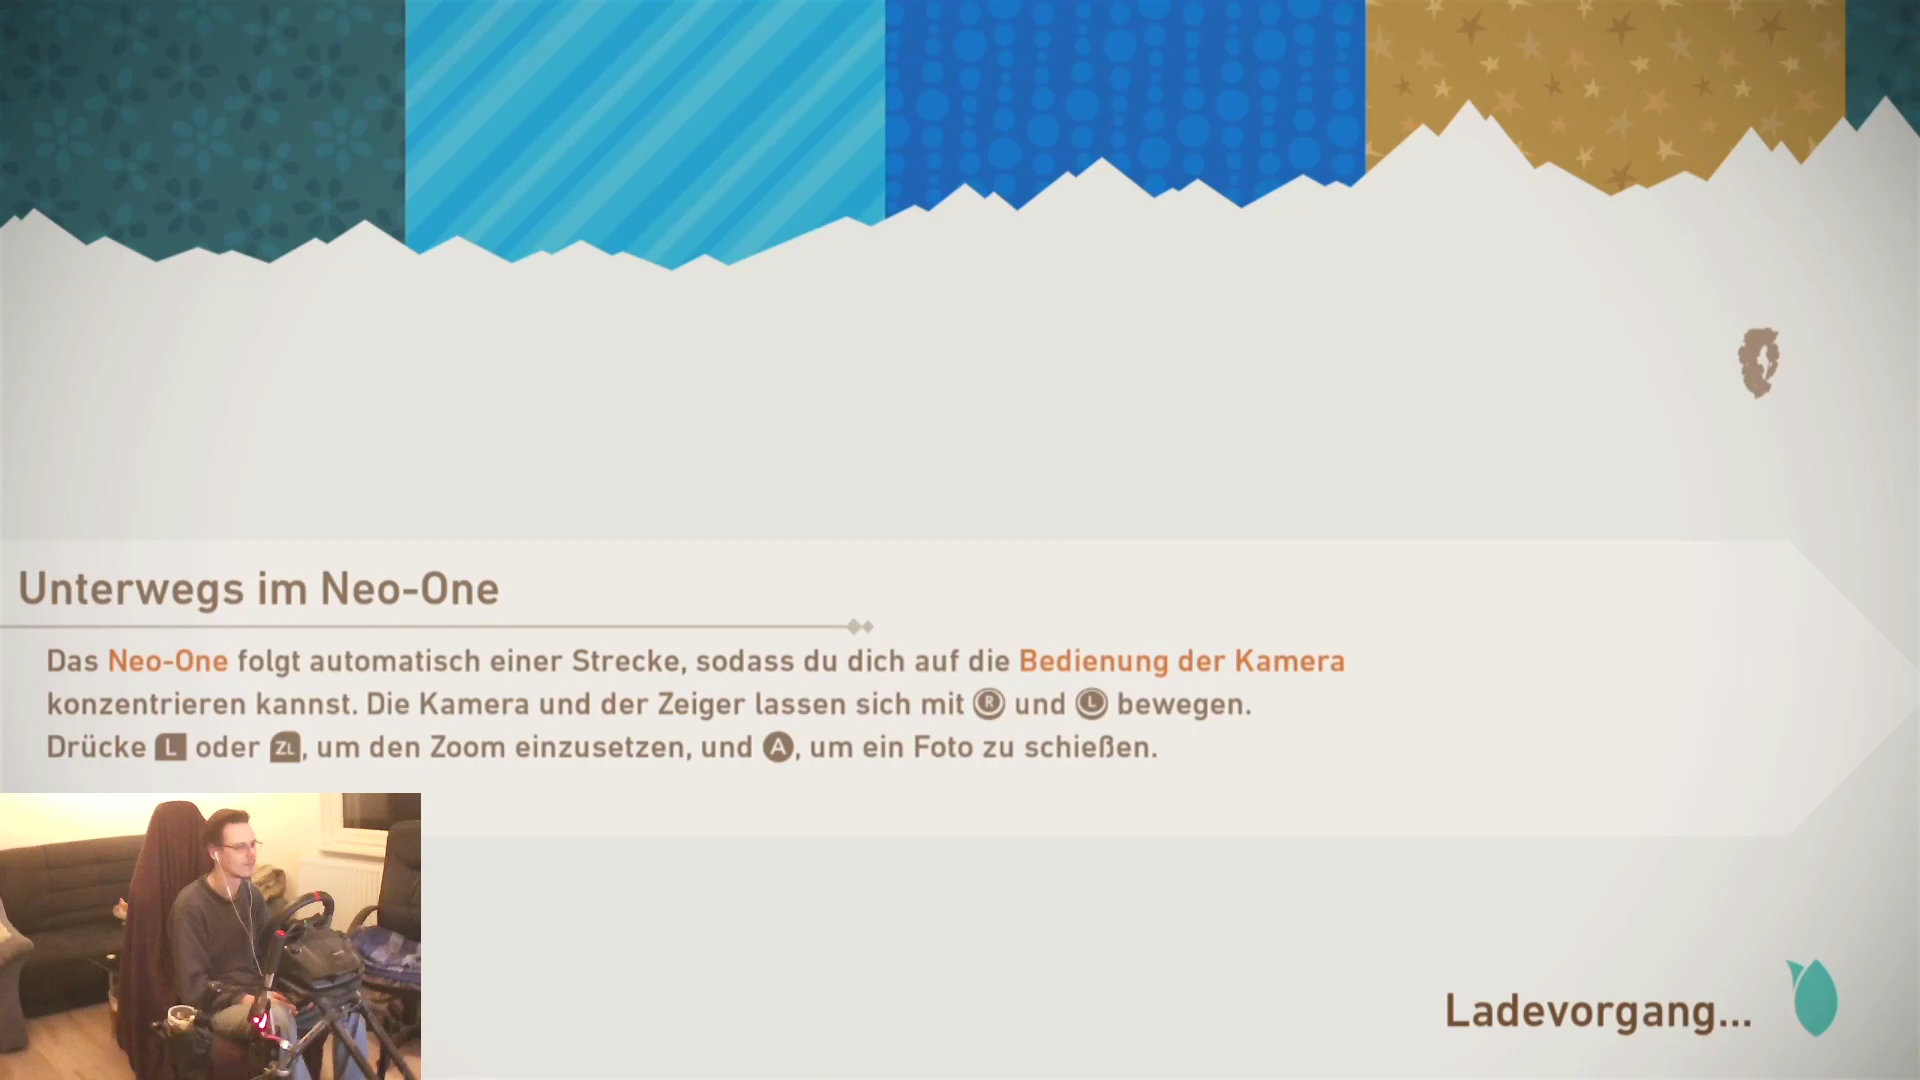 Unterwegs im Neo-One
Das Neo-One folgt automatisch einer Strecke, sodass du dich auf die Bedienung der Kamera
konzentrieren kannst. Die Kamera und der Zeiger lassen sich mit R und L bewegen.
Drücke L oder ZL, um den Zoom einzusetzen, und A, um ein Foto zu schießen.
Ladevorgang...